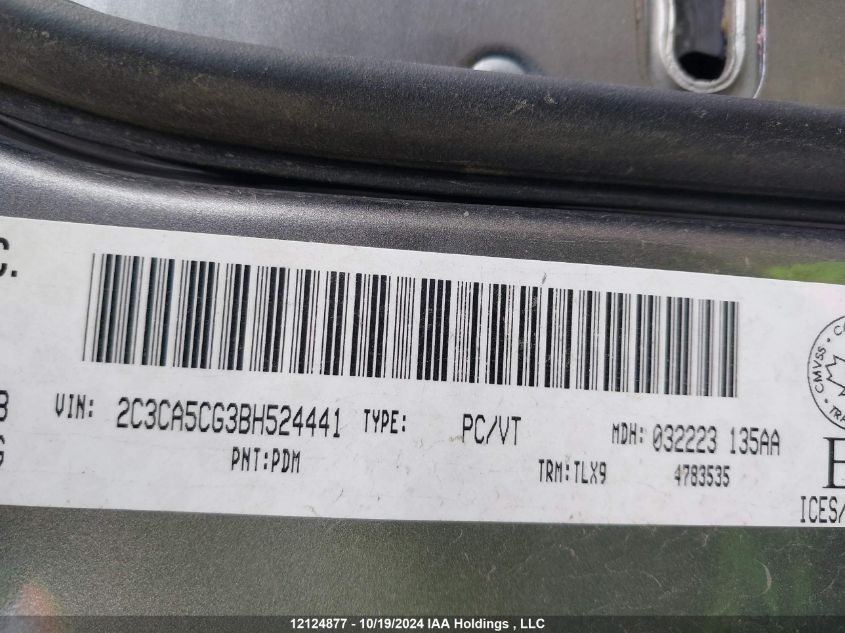 C.
VIN: 2C3CA5CG3BH524441 TYPE: PC/VT MDH: 032223 135AA
PNT:PDM TRM:TLX9 4783535
CMVSS
ICES/
12124877 - 10/19/2024 IAA Holdings , LLC